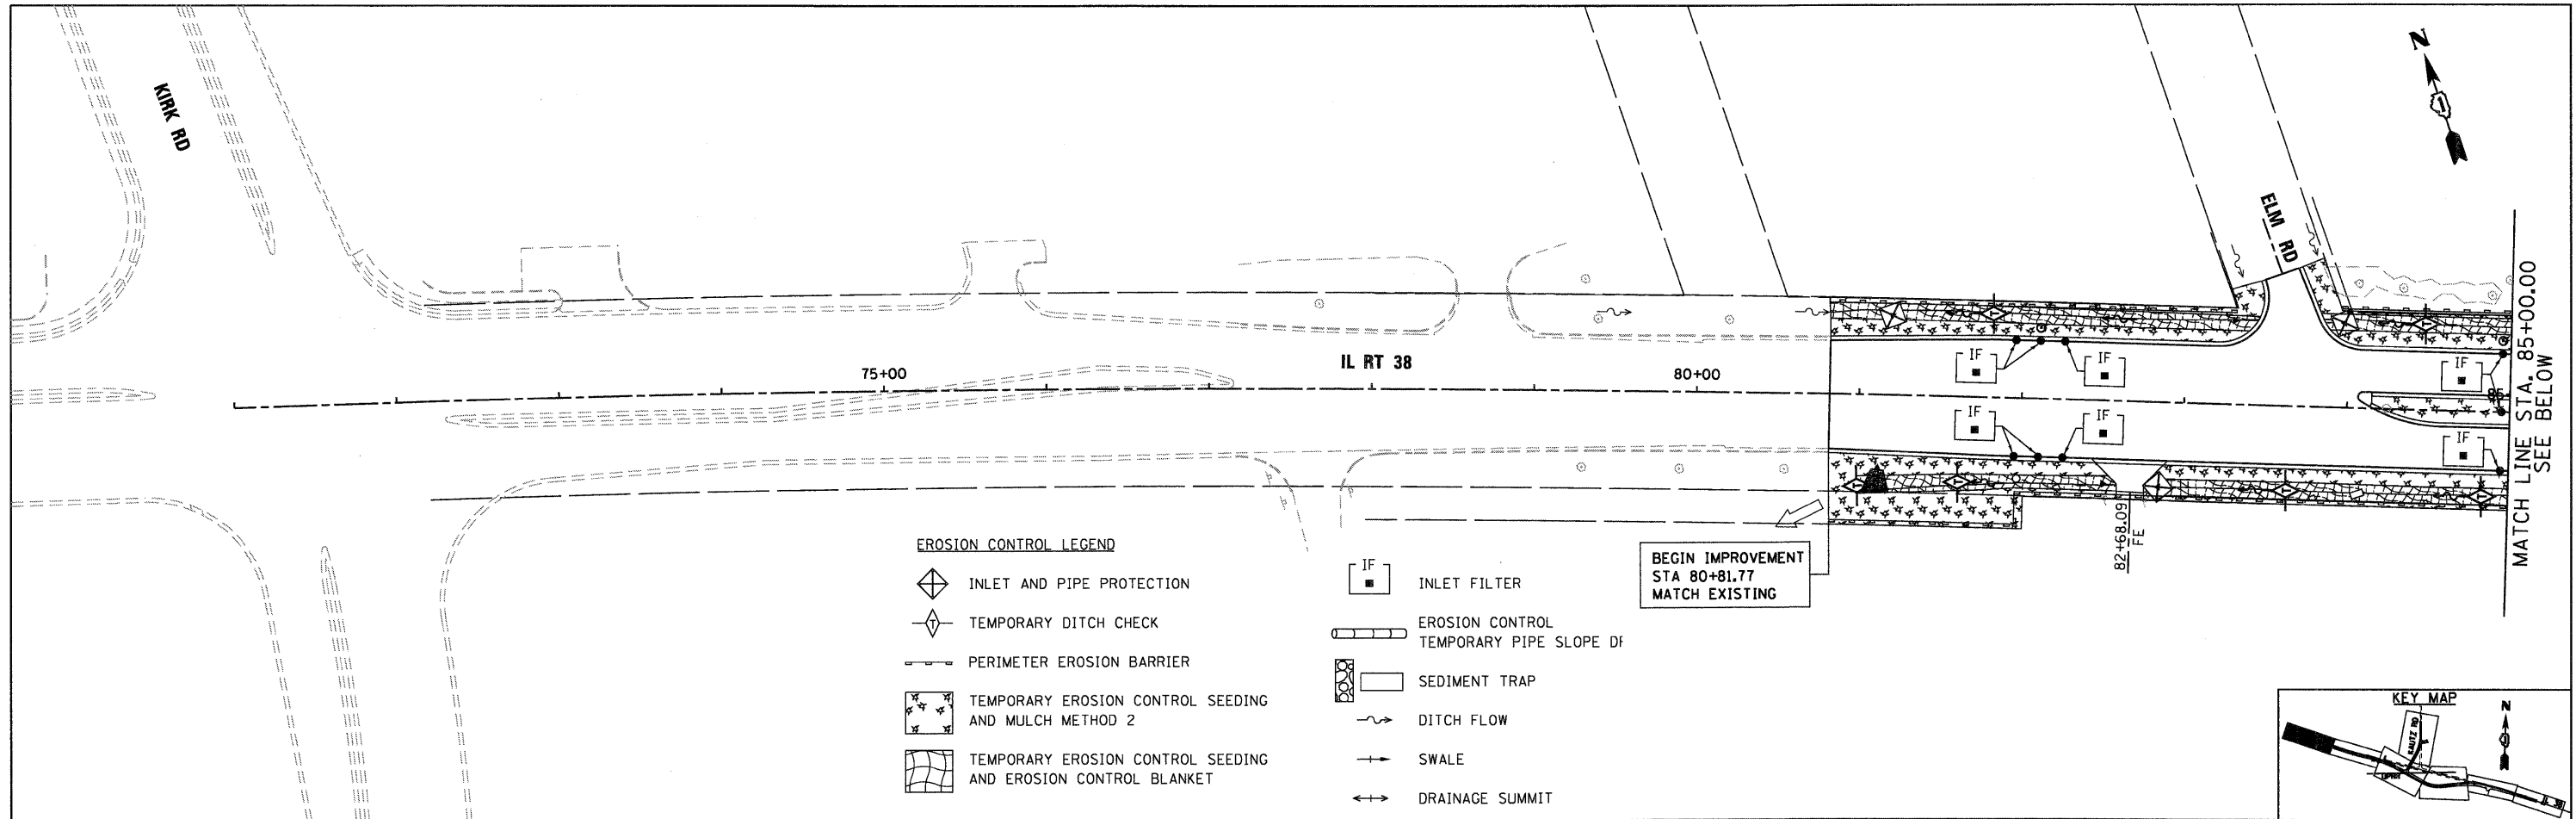 KIRK RD
N
ELM RD
75+00
IL RT 38
80+00
IF
IF
IF
IF
IF
IF
85
MATCH LINE STA. 85+00.00
SEE BELOW
82+68.09
FE
BEGIN IMPROVEMENT
STA 80+81.77
MATCH EXISTING
EROSION CONTROL LEGEND
INLET AND PIPE PROTECTION
T
TEMPORARY DITCH CHECK
PERIMETER EROSION BARRIER
TEMPORARY EROSION CONTROL SEEDING
AND MULCH METHOD 2
TEMPORARY EROSION CONTROL SEEDING
AND EROSION CONTROL BLANKET
IF
INLET FILTER
EROSION CONTROL
TEMPORARY PIPE SLOPE DF
SEDIMENT TRAP
DITCH FLOW
SWALE
DRAINAGE SUMMIT
KEY MAP
N
KAUTZ RD